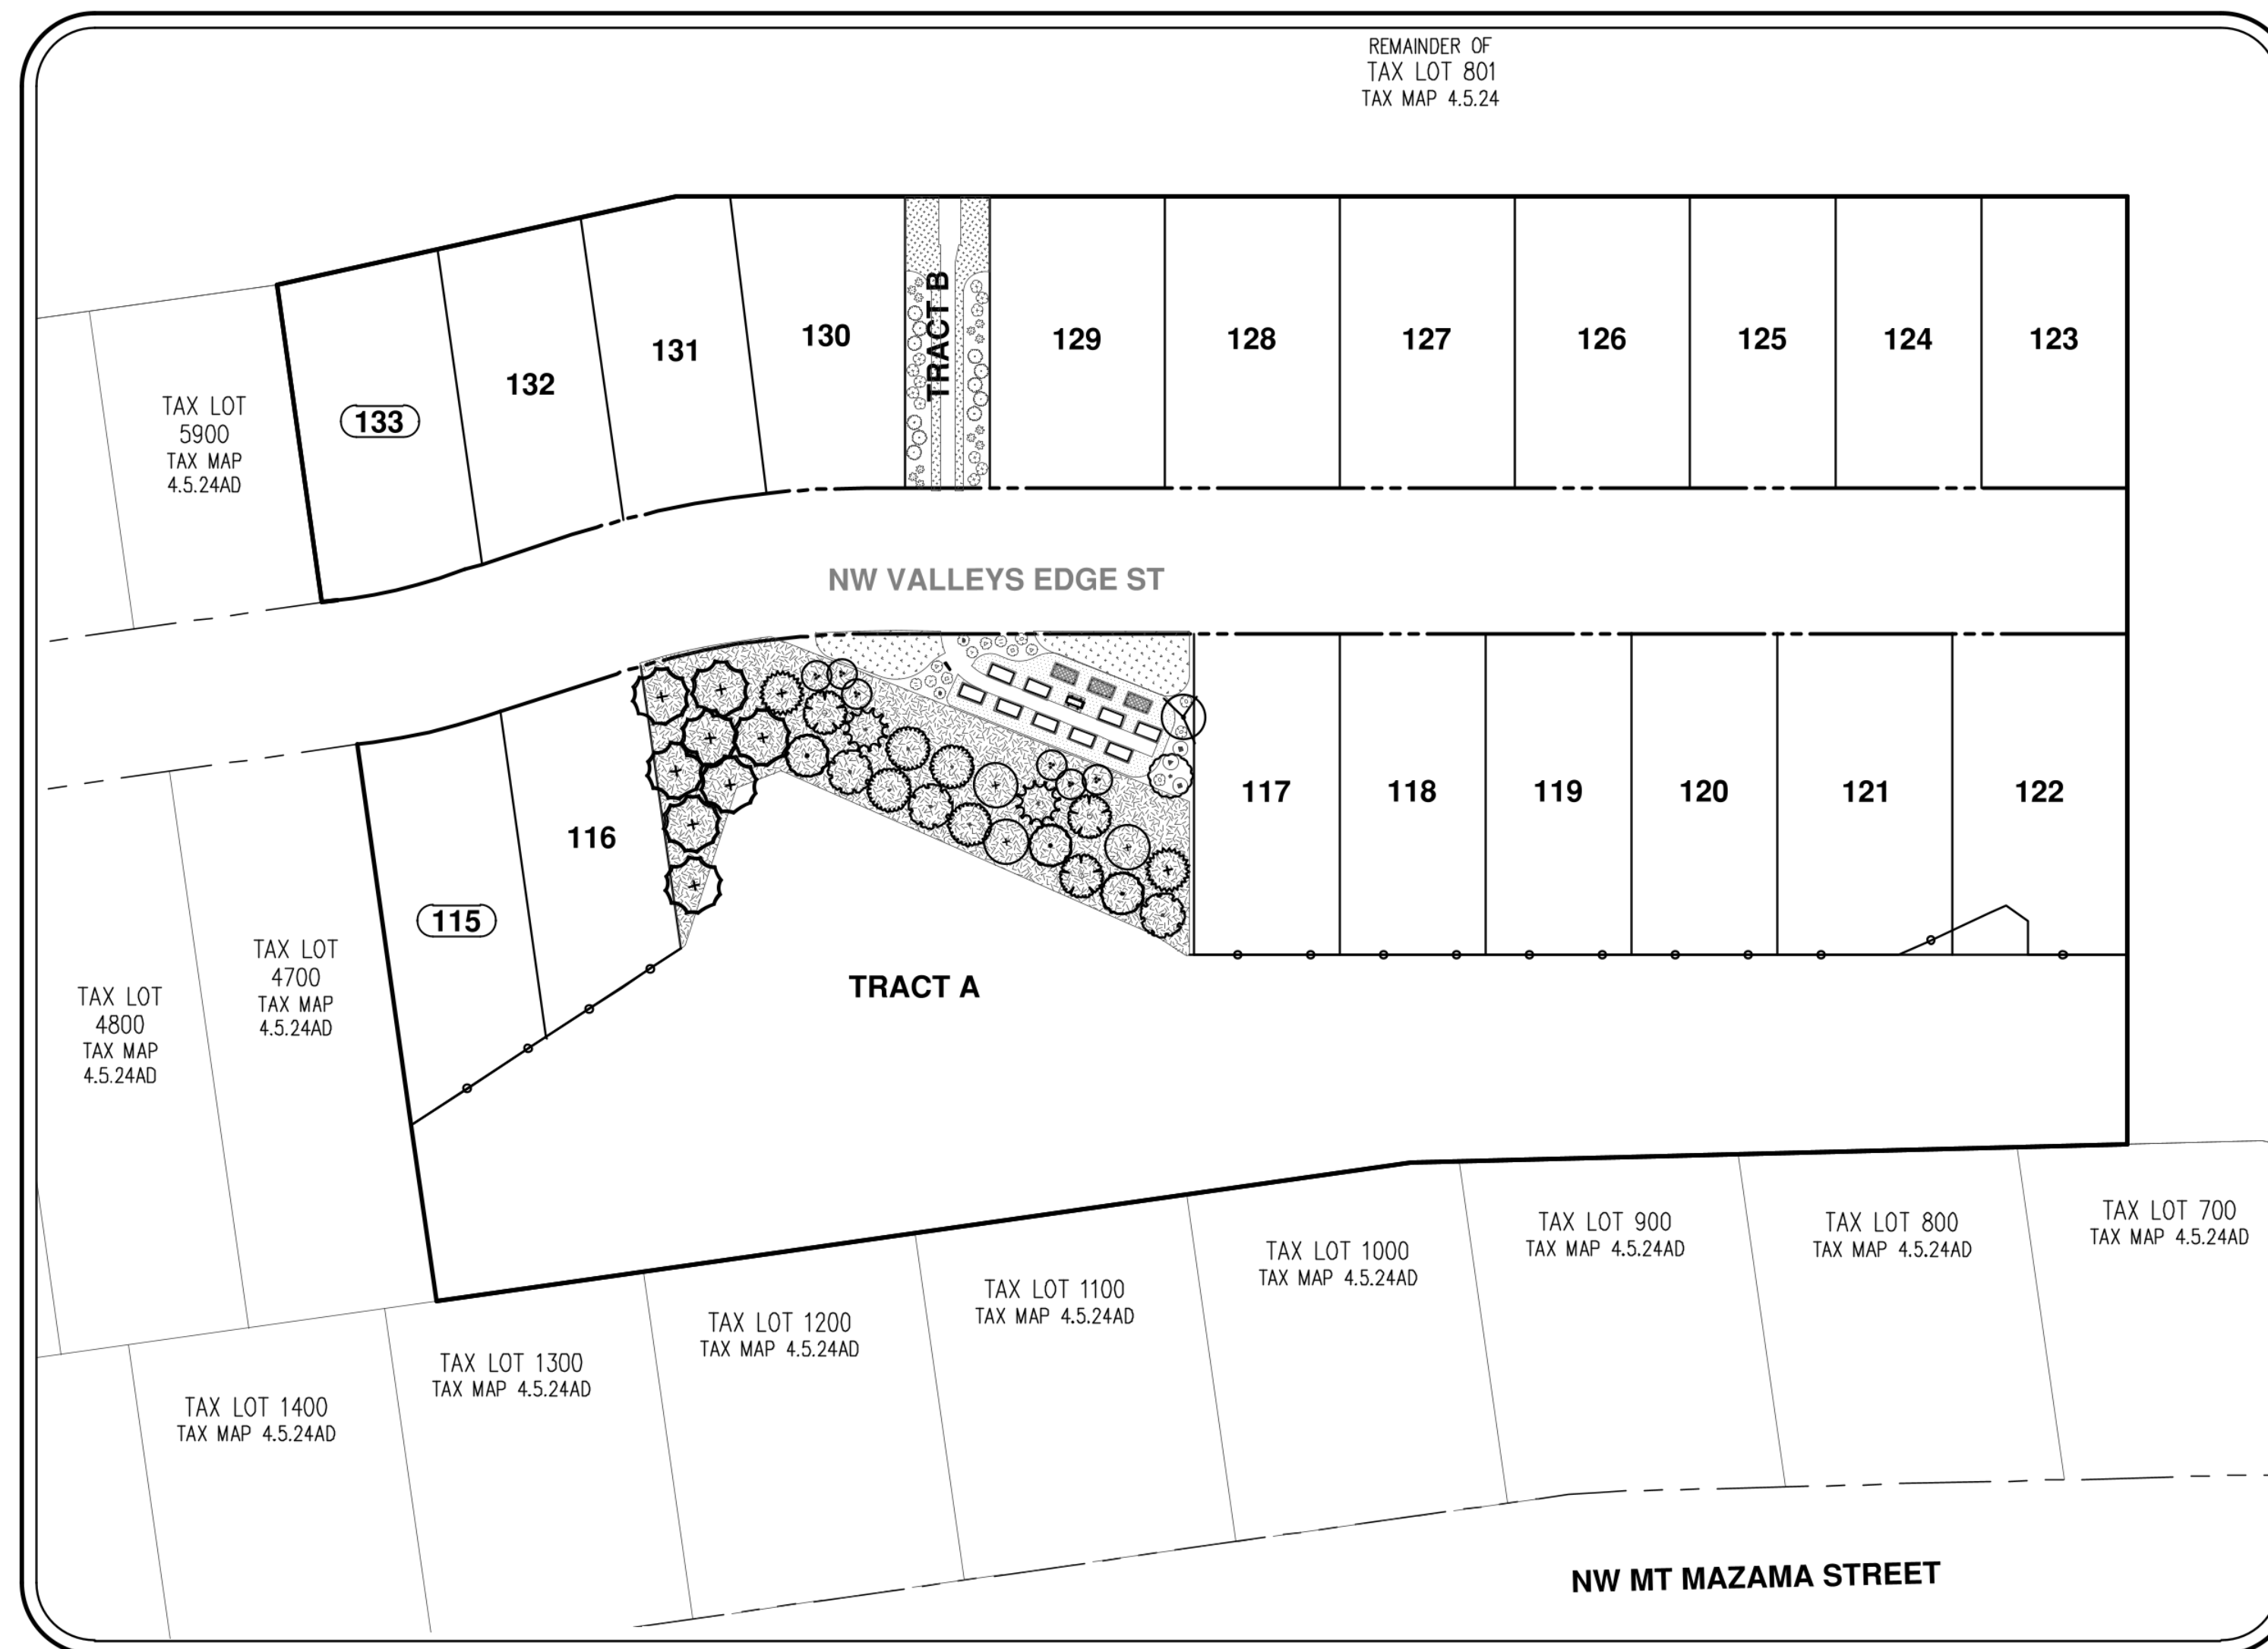 REMAINDER OF
TAX LOT 801
TAX MAP 4.5.24
133
132
131
130
TRACT B
129
128
127
126
125
124
123
TAX LOT
5900
TAX MAP
4.5.24AD
NW VALLEYS EDGE ST
115
116
117
118
119
120
121
122
TRACT A
TAX LOT
4800
TAX MAP
4.5.24AD
TAX LOT
4700
TAX MAP
4.5.24AD
TAX LOT 1400
TAX MAP 4.5.24AD
TAX LOT 1300
TAX MAP 4.5.24AD
TAX LOT 1200
TAX MAP 4.5.24AD
TAX LOT 1100
TAX MAP 4.5.24AD
TAX LOT 1000
TAX MAP 4.5.24AD
TAX LOT 900
TAX MAP 4.5.24AD
TAX LOT 800
TAX MAP 4.5.24AD
TAX LOT 700
TAX MAP 4.5.24AD
NW MT MAZAMA STREET